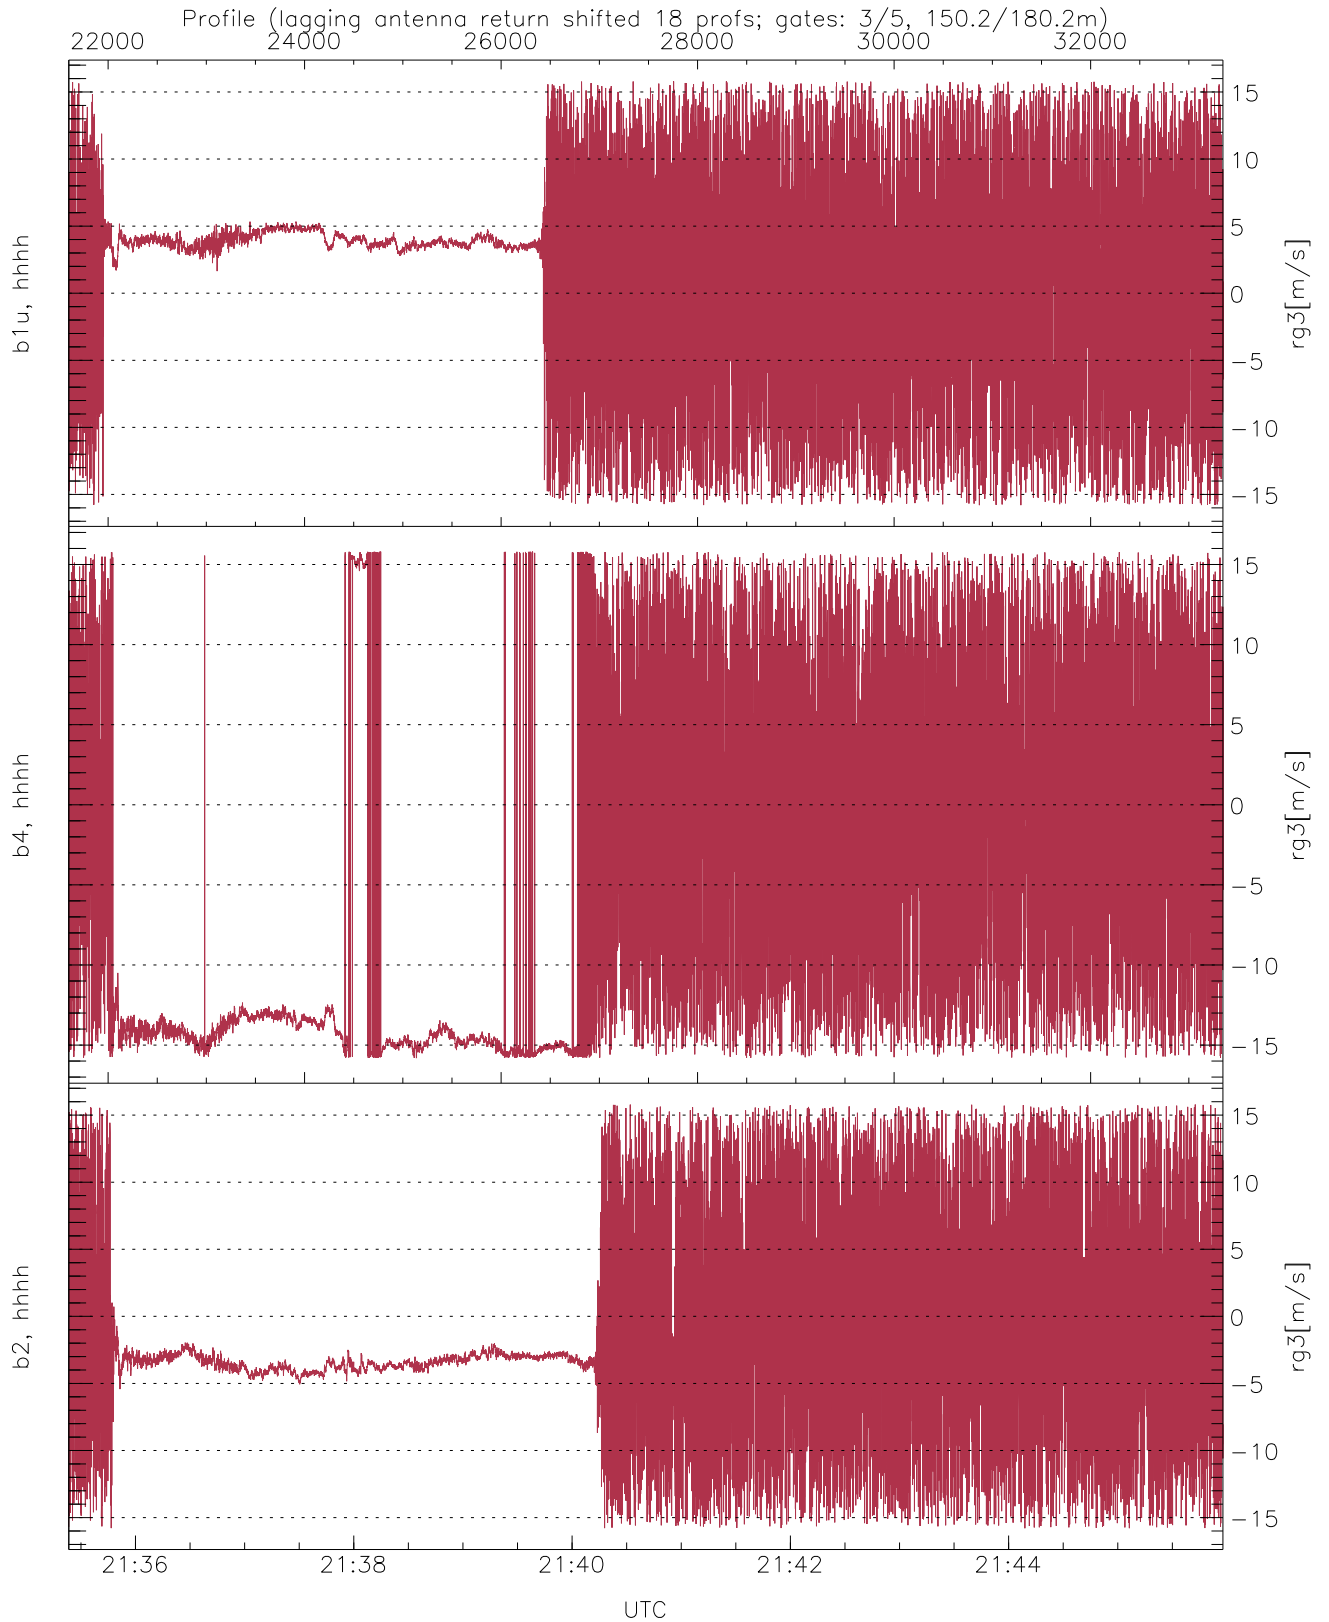 Profile (lagging antenna return shifted 18 profs; gates: 3/5, 150.2/180.2m)
22000 24000 26000 28000 30000 32000
15
10
5
0
-5
-10
-15
b1u, hhhh
rg3[m/s]
15
10
5
0
-5
-10
-15
b4, hhhh
rg3[m/s]
15
10
5
0
-5
-10
-15
b2, hhhh
rg3[m/s]
21:36 21:38 21:40 21:42 21:44
UTC